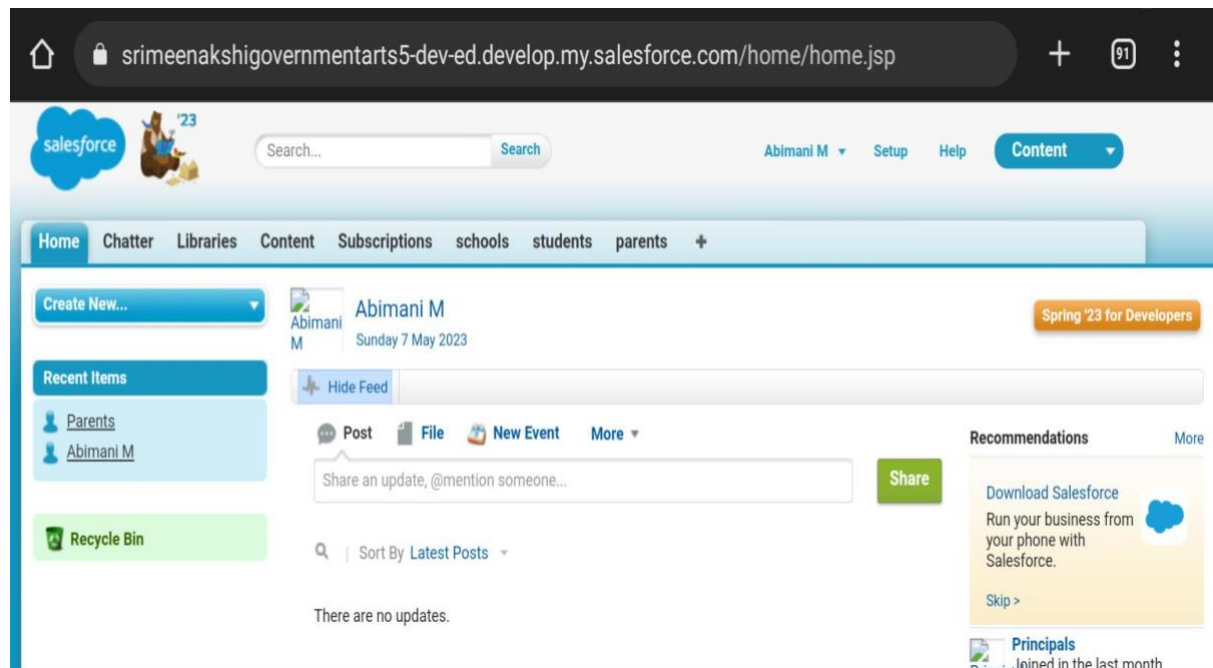 srimeenakshigovernmentarts5-dev-ed.develop.my.salesforce.com/home/home.jsp
91
salesforce
'23
Search...
Search
Abimani M
Setup
Help
Content
Home
Chatter
Libraries
Content
Subscriptions
schools
students
parents
+
Create New...
Abimani M
Abimani M
Sunday 7 May 2023
Spring '23 for Developers
Recent Items
Parents
Abimani M
Recycle Bin
Hide Feed
Post
File
New Event
More
Share an update, @mention someone...
Share
Sort By Latest Posts
There are no updates.
Recommendations
More
Download Salesforce
Run your business from
your phone with
Salesforce.
Skip >
Principals
Joined in the last month